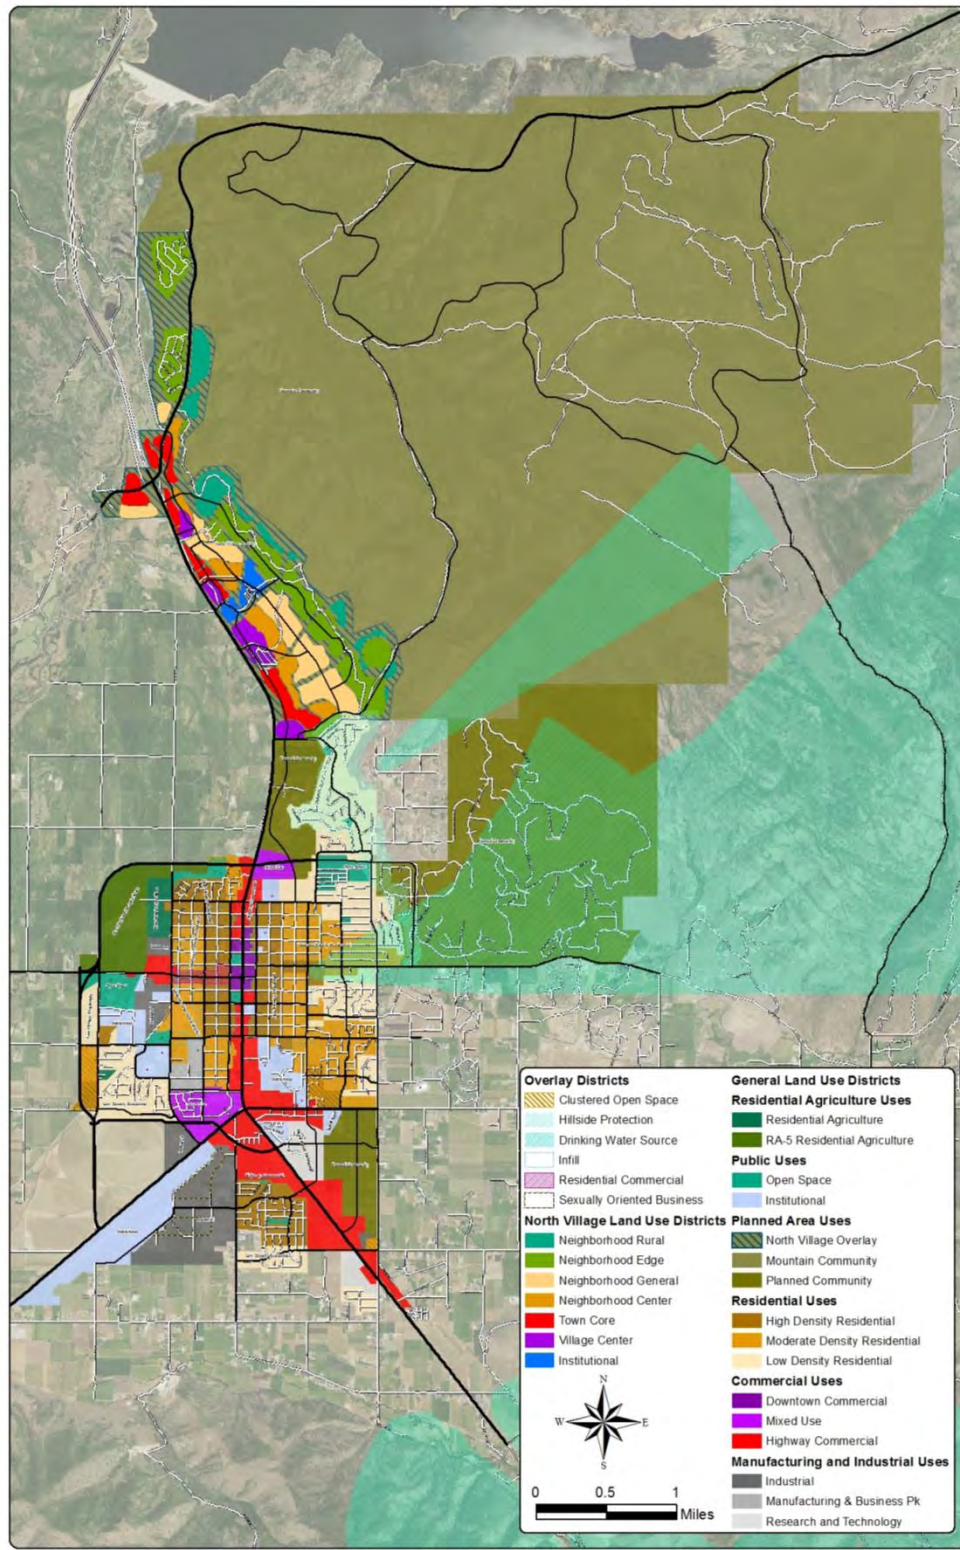 Overlay Districts
Clustered Open Space
Hillside Protection
Drinking Water Source
Infill
Residential Commercial
Sexually Oriented Business
North Village Land Use Districts
Neighborhood Rural
Neighborhood Edge
Neighborhood General
Neighborhood Center
Town Core
Village Center
Institutional
N
W
E
S
0
0.5
1
Miles
General Land Use Districts
Residential Agriculture Uses
Residential Agriculture
RA-5 Residential Agriculture
Public Uses
Open Space
Institutional
Planned Area Uses
North Village Overlay
Mountain Community
Planned Community
Residential Uses
High Density Residential
Moderate Density Residential
Low Density Residential
Commercial Uses
Downtown Commercial
Mixed Use
Highway Commercial
Manufacturing and Industrial Uses
Industrial
Manufacturing & Business Pk
Research and Technology